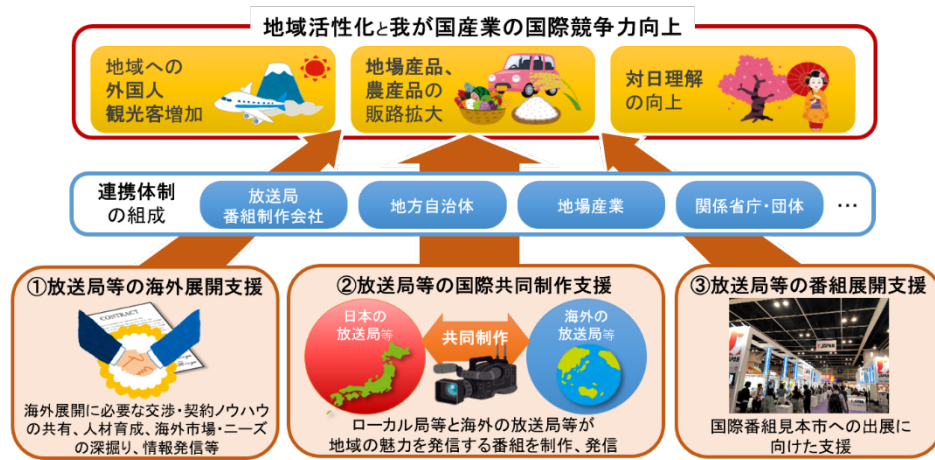 地域活性化と我が国産業の国際競争力向上
地域への
外国人
観光客増加
地場産品、
農産品の
販路拡大
対日理解
の向上
連携体制
の組成
放送局
番組制作会社
地方自治体
地場産業
関係省庁・団体
…
①放送局等の海外展開支援
CONTRACT
海外展開に必要な交渉・契約ノウハウ
の共有、人材育成、海外市場・ニーズ
の深掘り、情報発信等
②放送局等の国際共同制作支援
日本の
放送局等
共同制作
海外の
放送局等
ローカル局等と海外の放送局等が
地域の魅力を発信する番組を制作、発信
③放送局等の番組展開支援
国際番組見本市への出展に
向けた支援